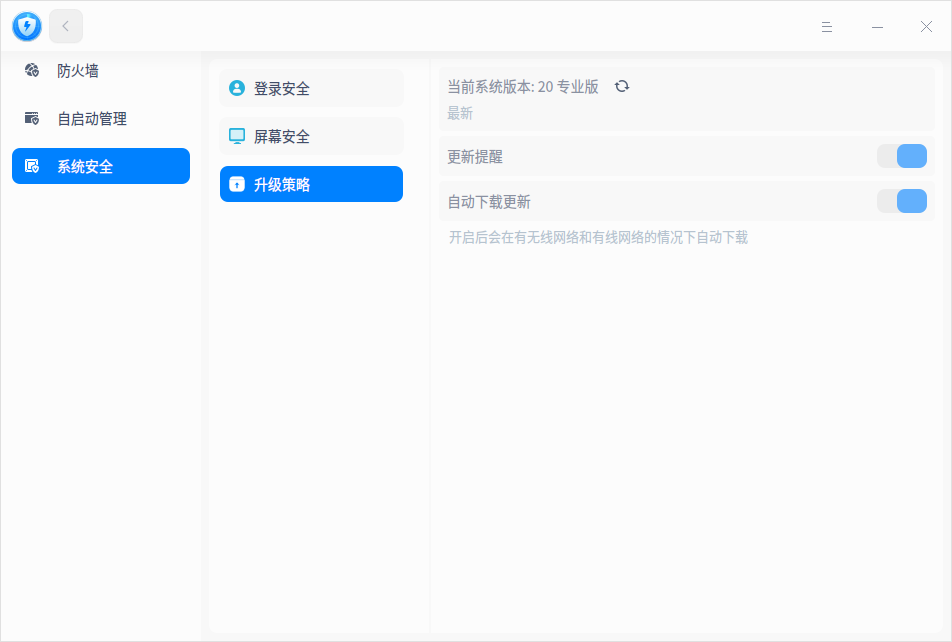 防火墙
自启动管理
系统安全
登录安全
屏幕安全
升级策略
当前系统版本: 20 专业版
最新
更新提醒
自动下载更新
开启后会在有无线网络和有线网络的情况下自动下载